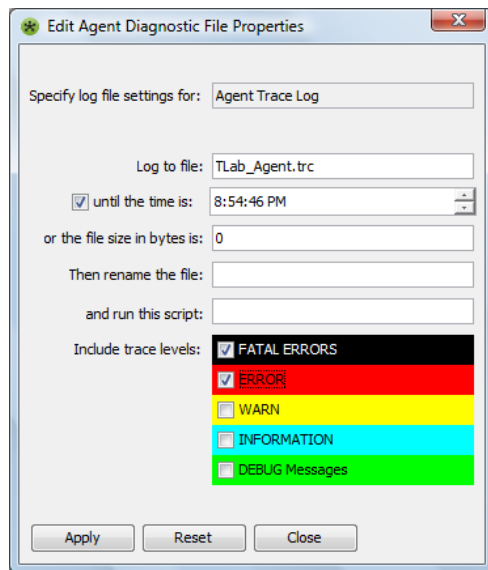 Edit Agent Diagnostic File Properties
Specify log file settings for: Agent Trace Log
Log to file: TLab_Agent.trc
until the time is: 8:54:46 PM
or the file size in bytes is: 0
Then rename the file:
and run this script:
Include trace levels: FATAL ERRORS
ERROR
WARN
INFORMATION
DEBUG Messages
Apply Reset Close